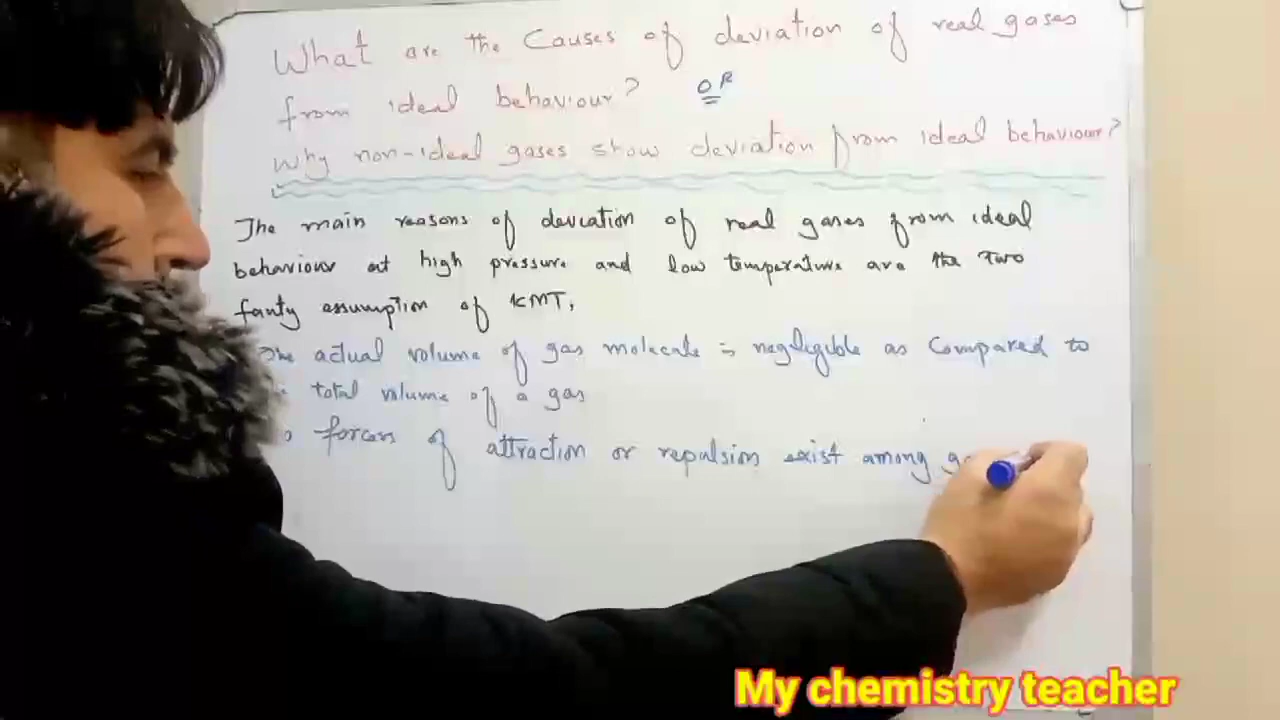 What are the Causes of deviation of real gases
from ideal behaviour? OR
Why non-ideal gases show deviation from ideal behaviour?
The main reasons of deviation of real gases from ideal
behaviour at high pressure and low temperature are the two
fauty assumption of KMT,
actual volume of gas molecule is negligible as Compared to
total volume of a gas
forces of attraction or repulsion exist among
My chemistry teacher